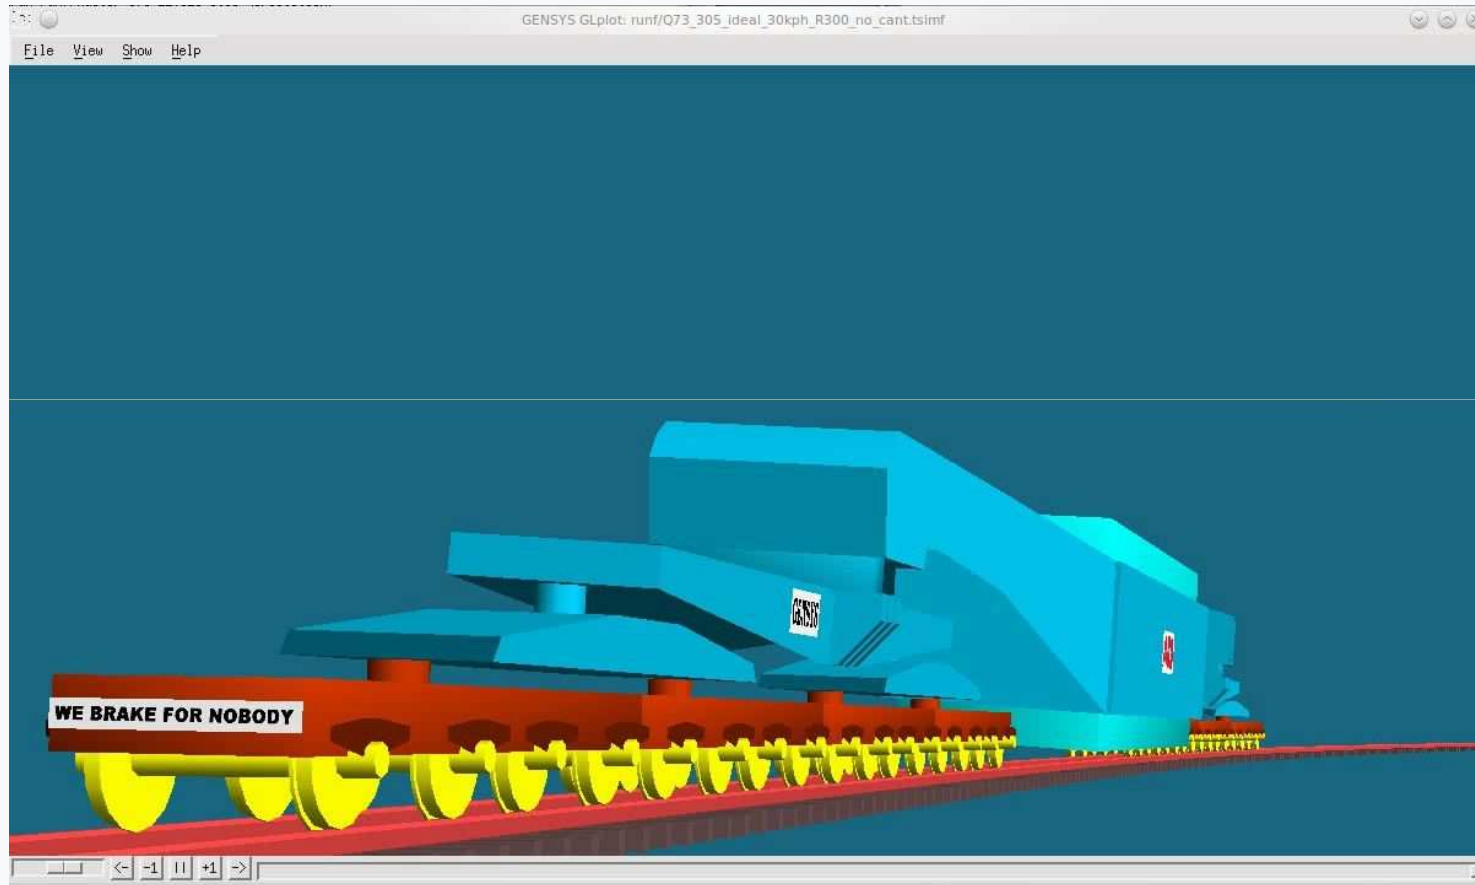 GENSYS GLplot: runf/Q73_305_ideal_30kph_R300_no_cant.tsimf
File View Show Help
GENSYS
WE BRAKE FOR NOBODY
<- -1 || +1 ->